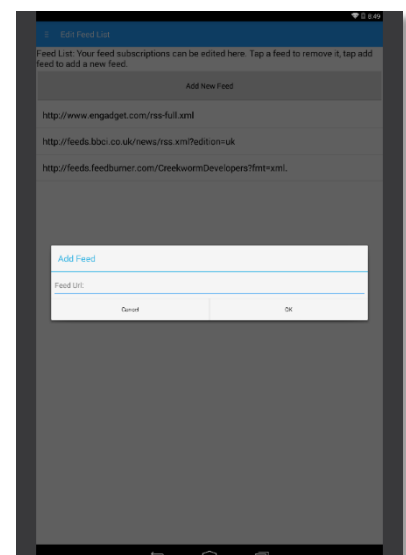 8:49
Edit Feed List
Feed List: Your feed subscriptions can be edited here. Tap a feed to remove it, tap add
feed to add a new feed.
Add New Feed
http://www.engadget.com/rss-full.xml
http://feeds.bbci.co.uk/news/rss.xml?edition=uk
http://feeds.feedburner.com/CreekwormDevelopers?fmt=xml.
Add Feed
Feed Url:
Cancel OK